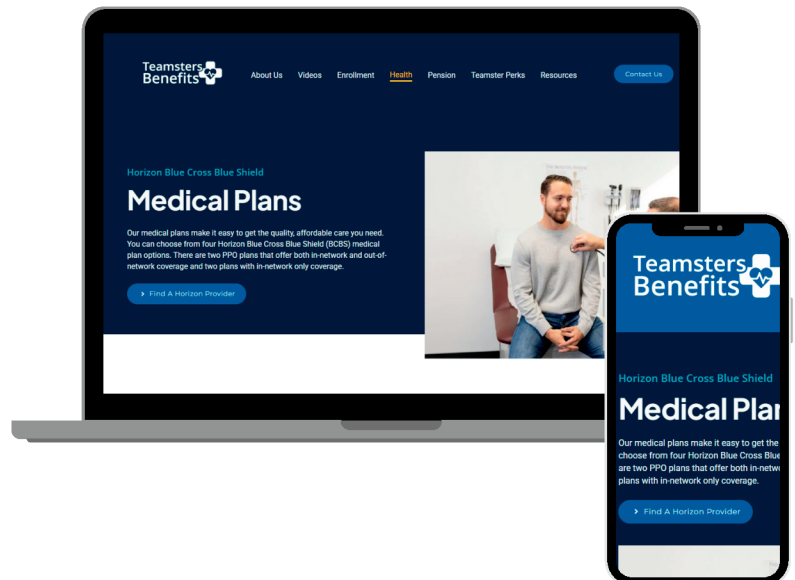 Teamsters
Benefits
About Us
Videos
Enrollment
Health
Pension
Teamster Perks
Resources
Contact Us
Horizon Blue Cross Blue Shield
Medical Plans
Our medical plans make it easy to get the quality, affordable care you need.
You can choose from four Horizon Blue Cross Blue Shield (BCBS) medical
plan options. There are two PPO plans that offer both in-network and out-of-
network coverage and two plans with in-network only coverage.
Find A Horizon Provider
Teamsters
Benefits
Horizon Blue Cross Blue Shield
Medical Plan
Our medical plans make it easy to get the
choose from four Horizon Blue Cross Blue
are two PPO plans that offer both in-netwo
plans with in-network only coverage.
Find A Horizon Provider